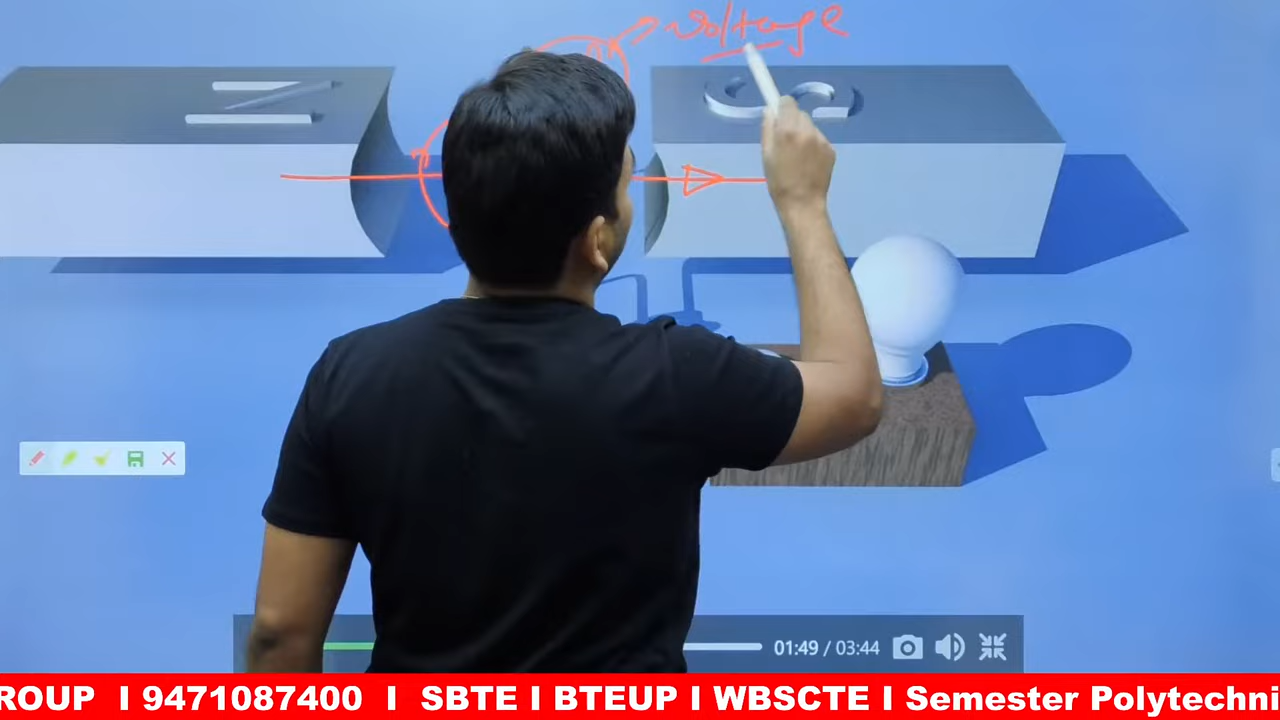 voltage
N
S
01:49 / 03:44
ROUP I 9471087400 I SBTE I BTEUP I WBSCTE I Semester Polytechni